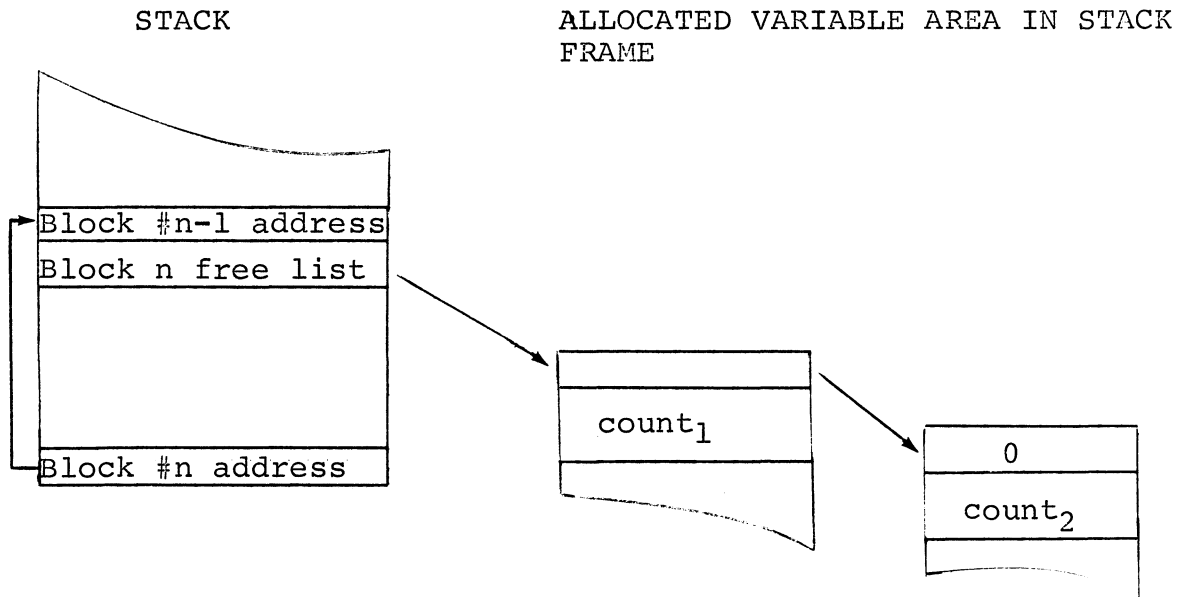 STACK
ALLOCATED VARIABLE AREA IN STACK
FRAME
Block #n-1 address
Block n free list
count1
0
Block #n address
count2